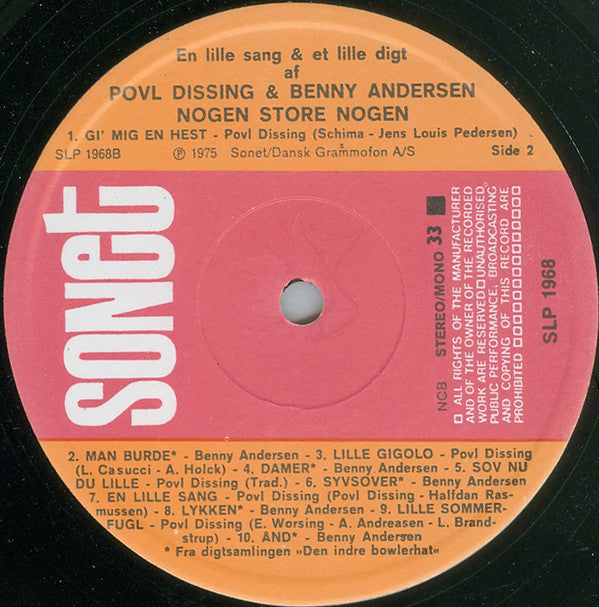 En lille sang & et lille digt
af
POVL DISSING & BENNY ANDERSEN
NOGEN STORE NOGEN
1. GI' MIG EN HEST - Povl Dissing (Schima - Jens Louis Pedersen)
SLP 1968B ℗ 1975 Sonet/Dansk Grammofon A/S Side 2
SONET
NCB STEREO/MONO 33
□ ALL RIGHTS OF THE MANUFACTURER
AND OF THE OWNER OF THE RECORDED
WORK ARE RESERVED □ UNAUTHORISED
PUBLIC PERFORMANCE, BROADCASTING
AND COPYING OF THIS RECORD ARE
PROHIBITED □□□□□□□□□□□□
SLP 1968
2. MAN BURDE* - Benny Andersen - 3. LILLE GIGOLO - Povl Dissing
(L. Casucci - A. Holck) - 4. DAMER* - Benny Andersen - 5. SOV NU
DU LILLE - Povl Dissing (Trad.) - 6. SYVSOVER* - Benny Andersen
7. EN LILLE SANG - Povl Dissing (Povl Dissing - Halfdan Ras-
mussen) - 8. LYKKEN* - Benny Andersen - 9. LILLE SOMMER-
FUGL - Povl Dissing (E. Worsing - A. Andreasen - L. Brand-
strup) - 10. AND* - Benny Andersen
* Fra digtsamlingen »Den indre bowlerhat«